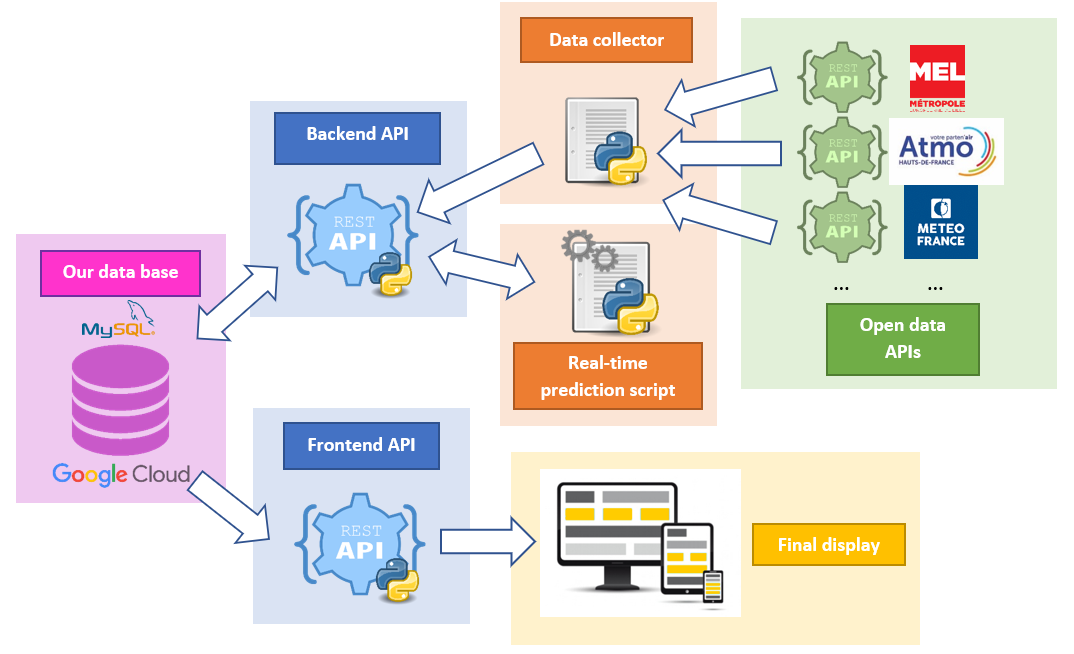 Data collector
REST
API
MEL
MÉTROPOLE
Backend API
REST
API
votre parten'air
Atmo
HAUTS-DE-FRANCE
REST
API
REST
API
METEO
FRANCE
Our data base
MySQL
... ...
Open data
APIs
Real-time
prediction script
Google Cloud
Frontend API
REST
API
Final display